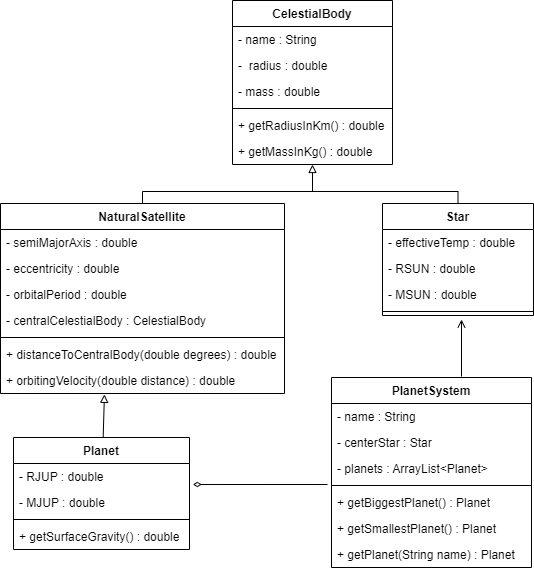 CelestialBody
- name : String
- radius : double
- mass : double
+ getRadiusInKm() : double
+ getMassInKg() : double
NaturalSatellite
- semiMajorAxis : double
- eccentricity : double
- orbitalPeriod : double
- centralCelestialBody : CelestialBody
+ distanceToCentralBody(double degrees) : double
+ orbitingVelocity(double distance) : double
Star
- effectiveTemp : double
- RSUN : double
- MSUN : double
Planet
- RJUP : double
- MJUP : double
+ getSurfaceGravity() : double
PlanetSystem
- name : String
- centerStar : Star
- planets : ArrayList<Planet>
+ getBiggestPlanet() : Planet
+ getSmallestPlanet() : Planet
+ getPlanet(String name) : Planet